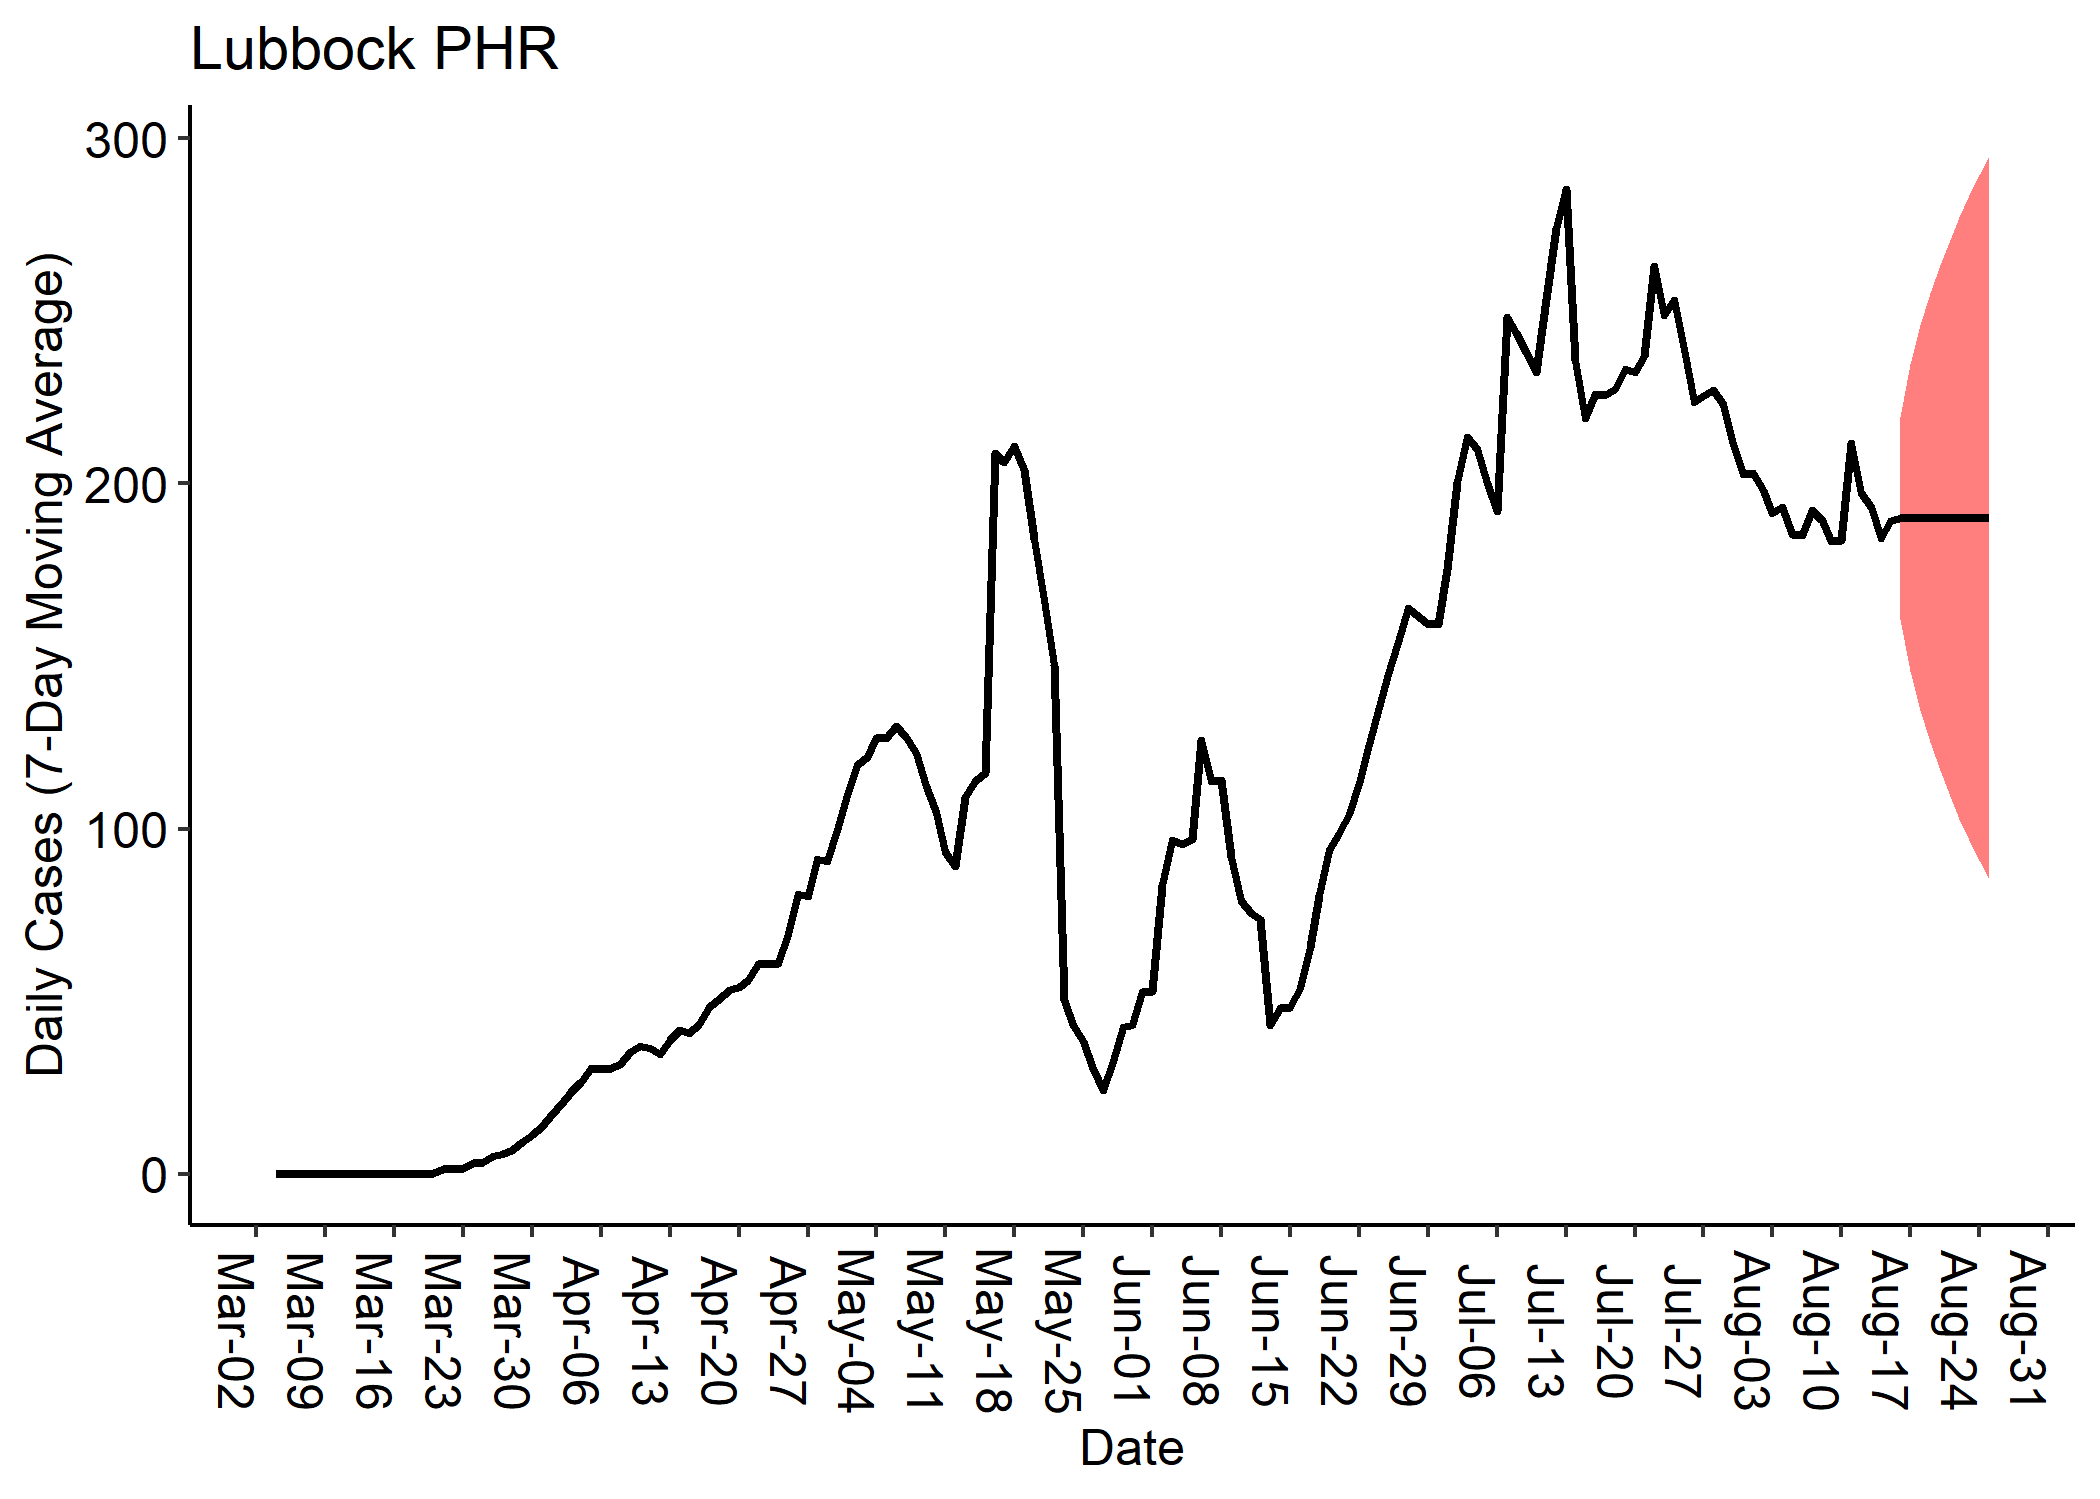 Lubbock PHR
300
200
100
0
Daily Cases (7-Day Moving Average)
Mar-02
Mar-09
Mar-16
Mar-23
Mar-30
Apr-06
Apr-13
Apr-20
Apr-27
May-04
May-11
May-18
May-25
Jun-01
Jun-08
Jun-15
Jun-22
Jun-29
Jul-06
Jul-13
Jul-20
Jul-27
Aug-03
Aug-10
Aug-17
Aug-24
Aug-31
Date